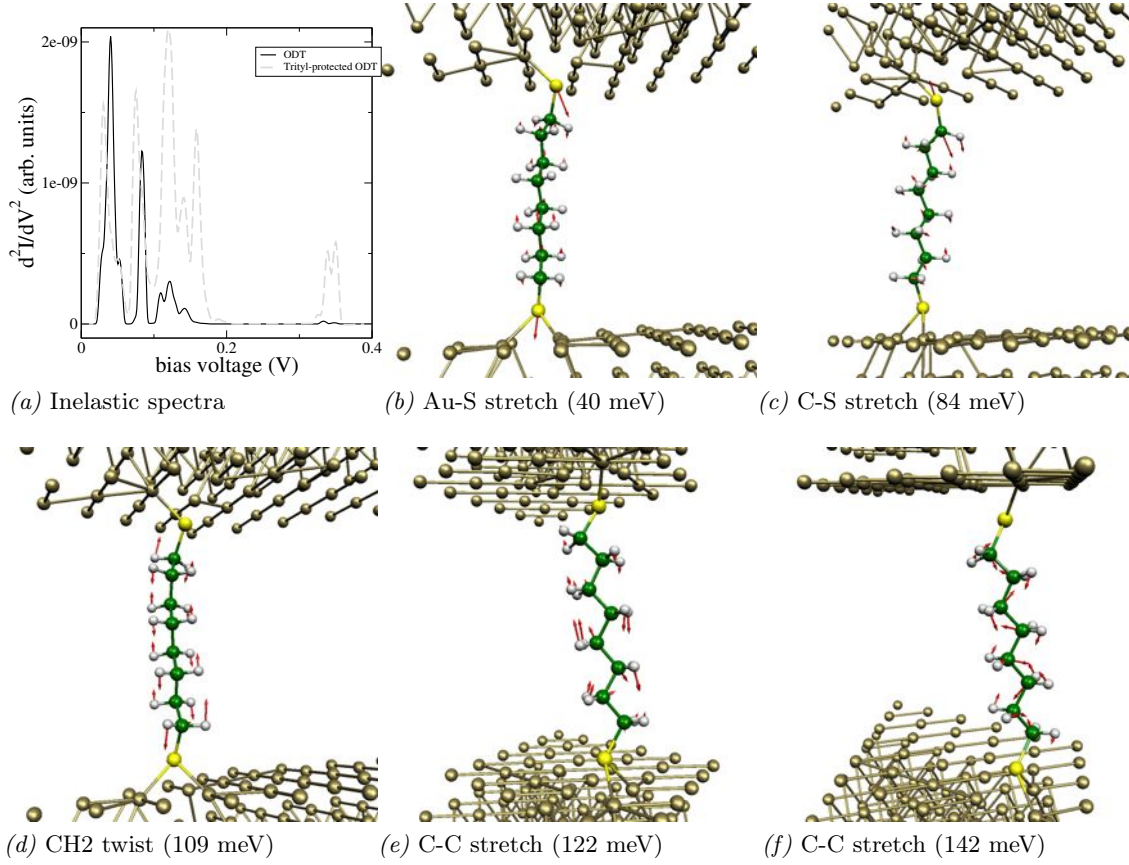 2e-09
1e-09
0
d²I/dV² (arb. units)
ODT
Trityl-protected ODT
0
0.2
0.4
bias voltage (V)
(a) Inelastic spectra
(b) Au-S stretch (40 meV)
(c) C-S stretch (84 meV)
(d) CH2 twist (109 meV)
(e) C-C stretch (122 meV)
(f) C-C stretch (142 meV)